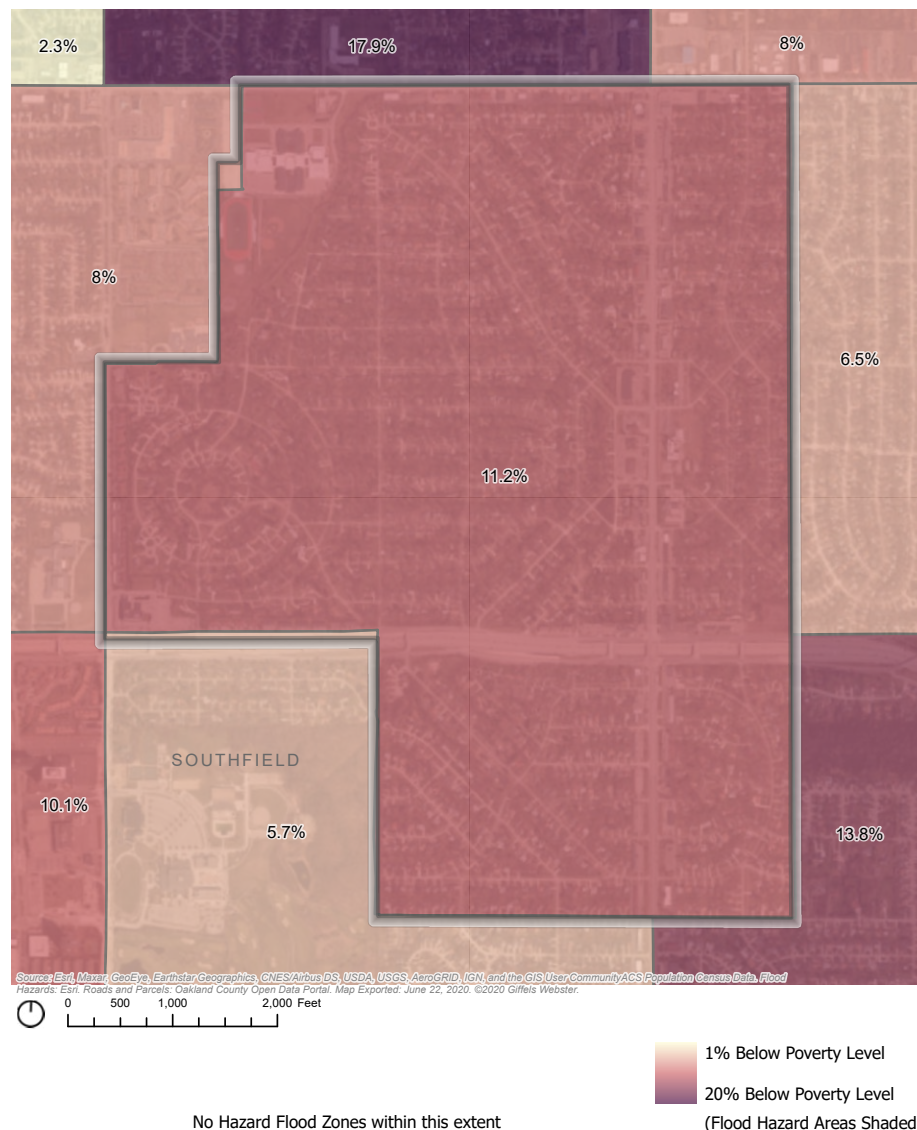 2.3%
17.9%
8%
8%
6.5%
11.2%
SOUTHFIELD
10.1%
5.7%
13.8%
Source: Esri, Maxar, GeoEye, Earthstar Geographics, CNES/Airbus DS, USDA, USGS, AeroGRID, IGN, and the GIS User CommunityACS Population Census Data, Flood
Hazards: Esri. Roads and Parcels: Oakland County Open Data Portal. Map Exported: June 22, 2020. ©2020 Giffels Webster.
0 500 1,000 2,000 Feet
1% Below Poverty Level
20% Below Poverty Level
No Hazard Flood Zones within this extent
(Flood Hazard Areas Shaded